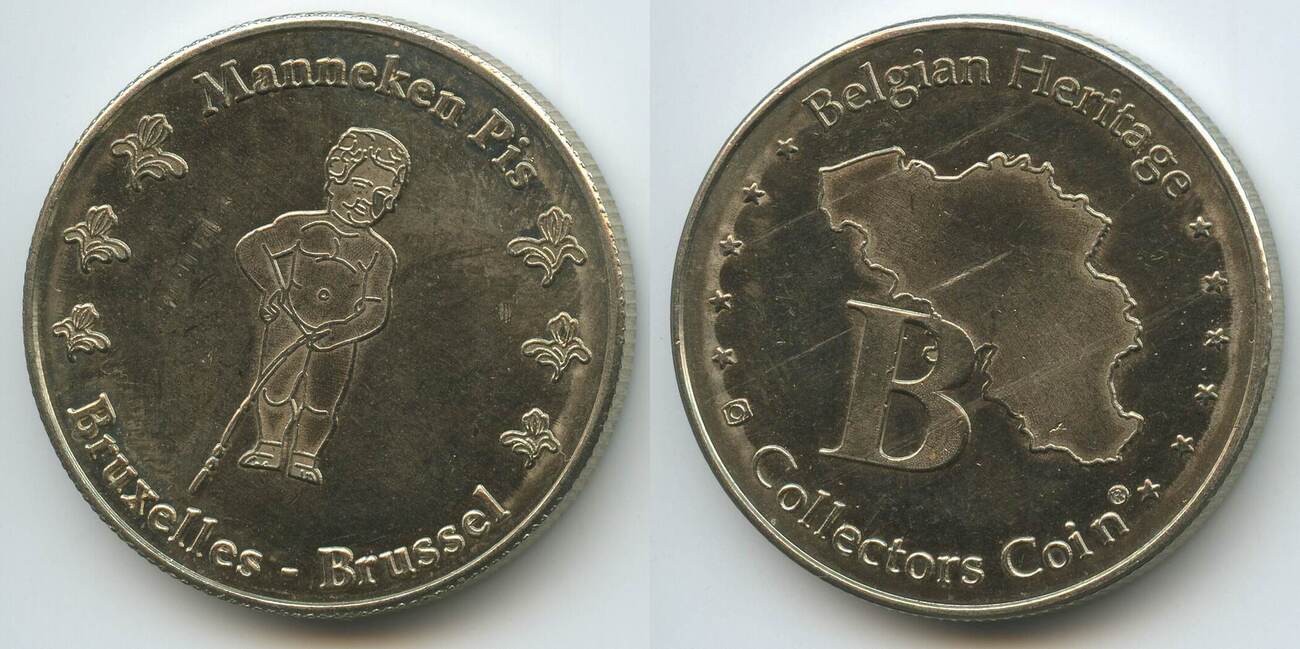 Manneken Pis
Bruxelles - Brussel
Belgian Heritage
B
Collectors Coin®